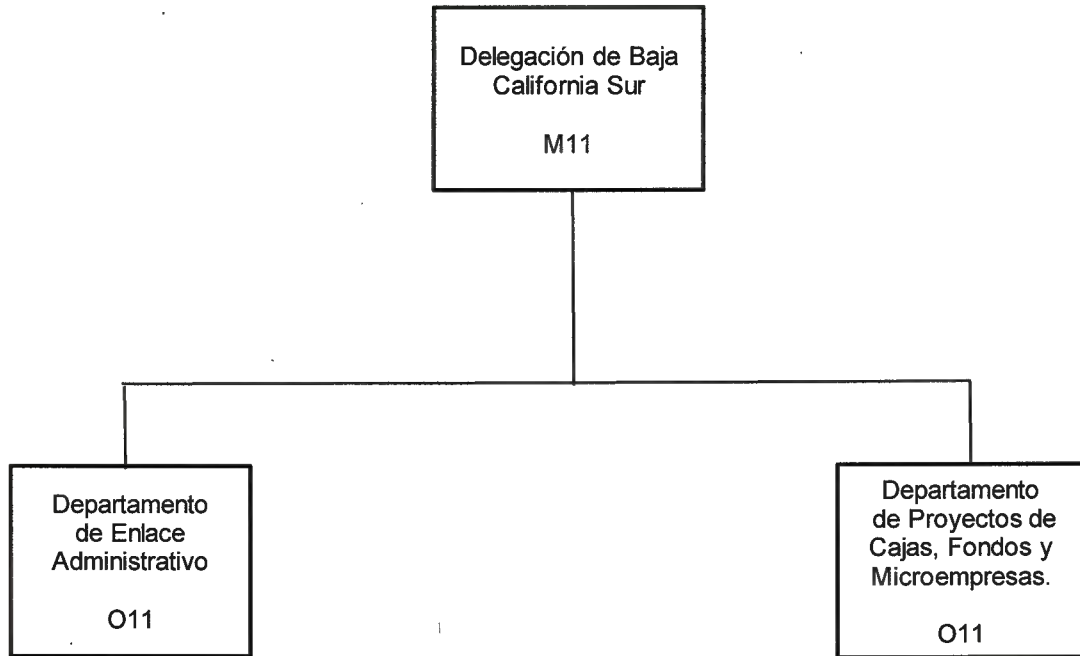 Delegación de Baja
California Sur
M11
Departamento
de Enlace
Administrativo
O11
Departamento
de Proyectos de
Cajas, Fondos y
Microempresas.
O11